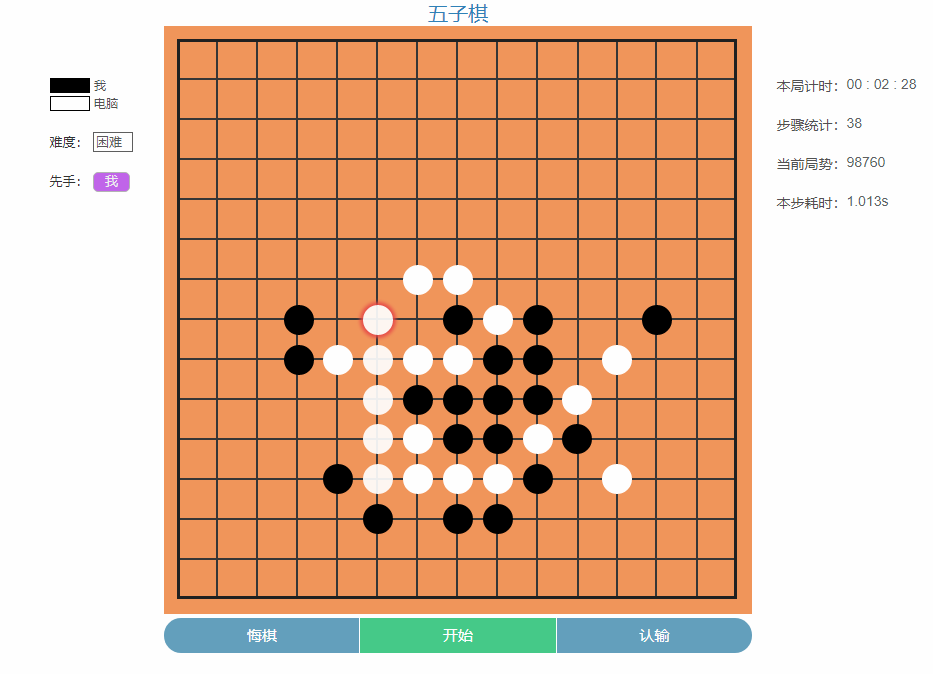 五子棋
我
电脑
难度： 困难
先手： 我
本局计时：00 : 02 : 28
步骤统计：38
当前局势：98760
本步耗时：1.013s
悔棋 开始 认输